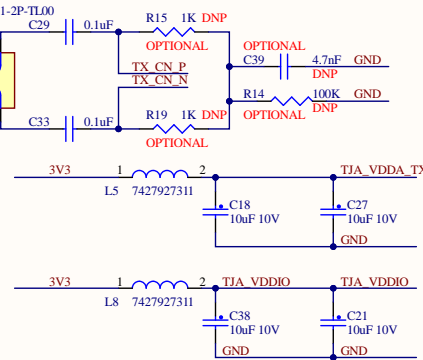 1-2P-TL00
C29 0.1uF R15 1K DNP
OPTIONAL OPTIONAL
C39 4.7nF GND
TX_CN_P DNP
TX_CN_N
R14 100K GND
C33 0.1uF R19 1K DNP OPTIONAL DNP
OPTIONAL
3V3 1 2 TJA_VDDA_TX
L5 7427927311
C18 C27
10uF 10V 10uF 10V
GND
3V3 1 2 TJA_VDDIO TJA_VDDIO
L8 7427927311
C38 C21
10uF 10V 10uF 10V
GND GND